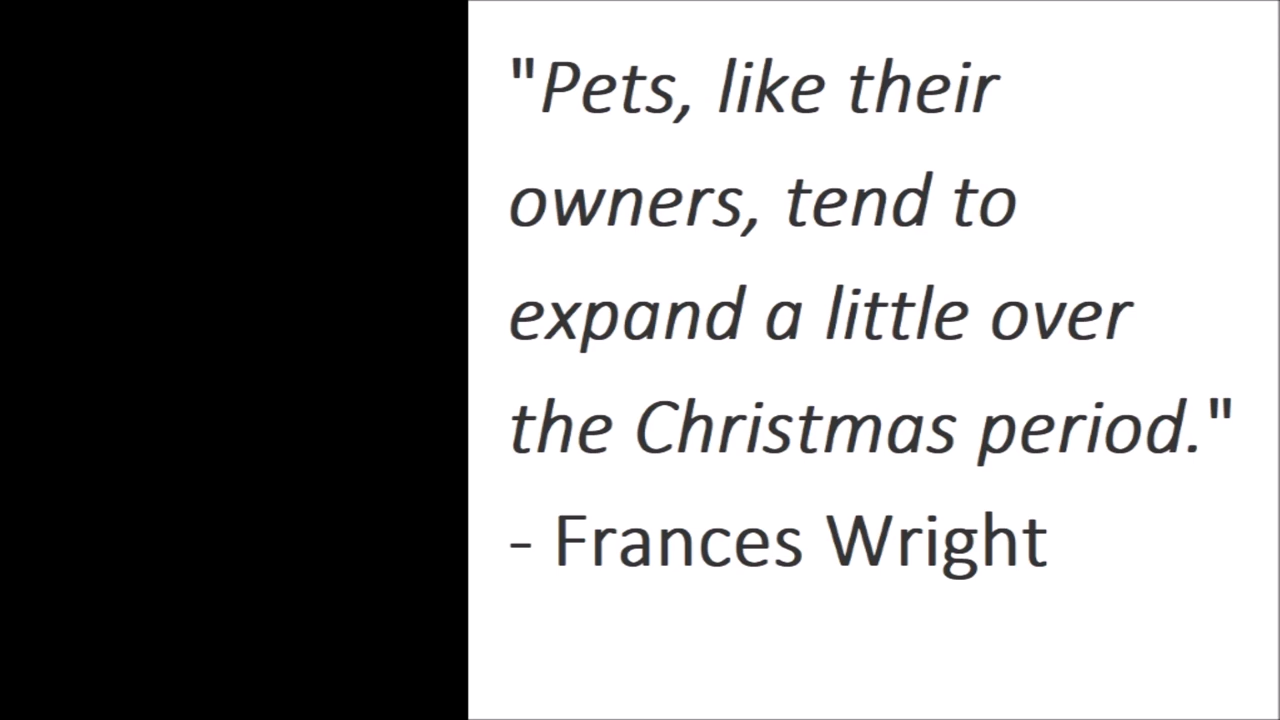 "Pets, like their
owners, tend to
expand a little over
the Christmas period."
- Frances Wright